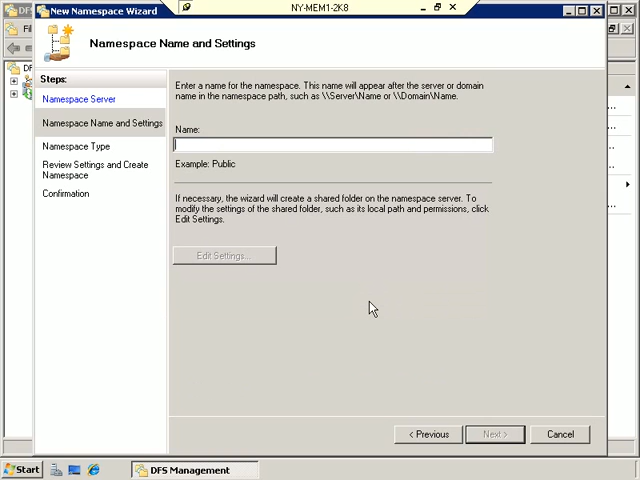 New Namespace Wizard
NY-MEM1-2K8
Namespace Name and Settings
Steps:
Namespace Server
Namespace Name and Settings
Namespace Type
Review Settings and Create
Namespace
Confirmation
Enter a name for the namespace. This name will appear after the server or domain
name in the namespace path, such as \\Server\Name or \\Domain\Name.
Name:
Example: Public
If necessary, the wizard will create a shared folder on the namespace server. To
modify the settings of the shared folder, such as its local path and permissions, click
Edit Settings.
Edit Settings...
< Previous
Next >
Cancel
Start
DFS Management